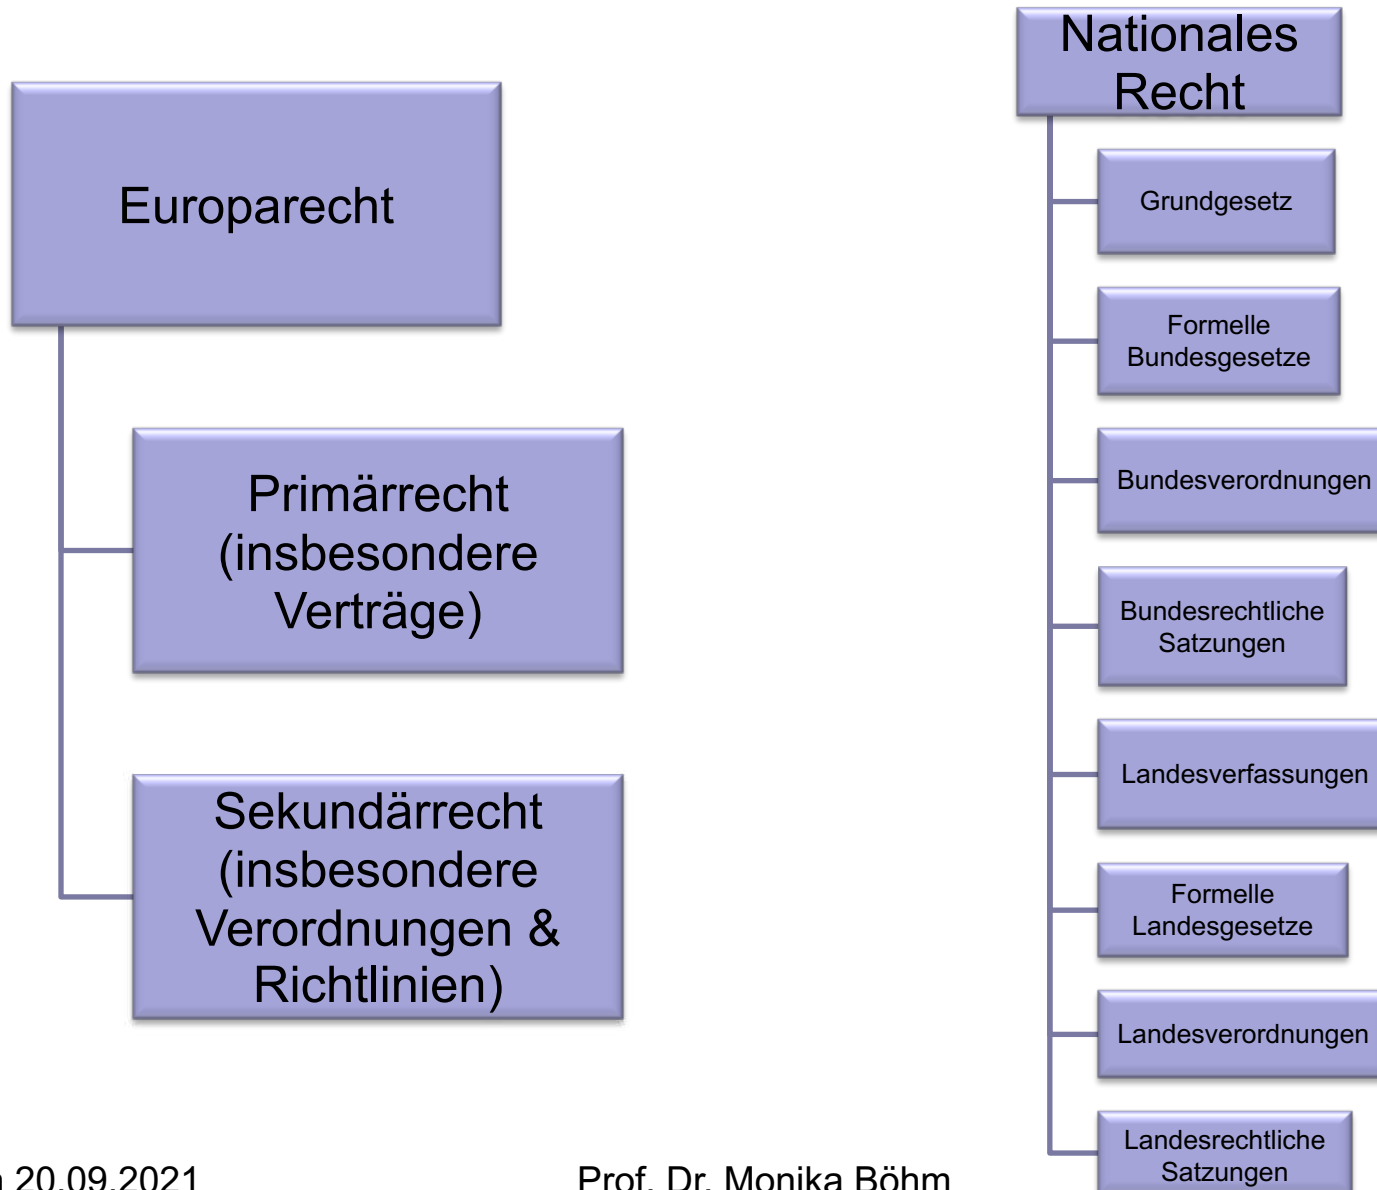 Europarecht
Primärrecht
(insbesondere
Verträge)
Sekundärrecht
(insbesondere
Verordnungen &
Richtlinien)
Nationales
Recht
Grundgesetz
Formelle
Bundesgesetze
Bundesverordnungen
Bundesrechtliche
Satzungen
Landesverfassungen
Formelle
Landesgesetze
Landesverordnungen
Landesrechtliche
Satzungen
20.09.2021
Prof. Dr. Monika Böhm